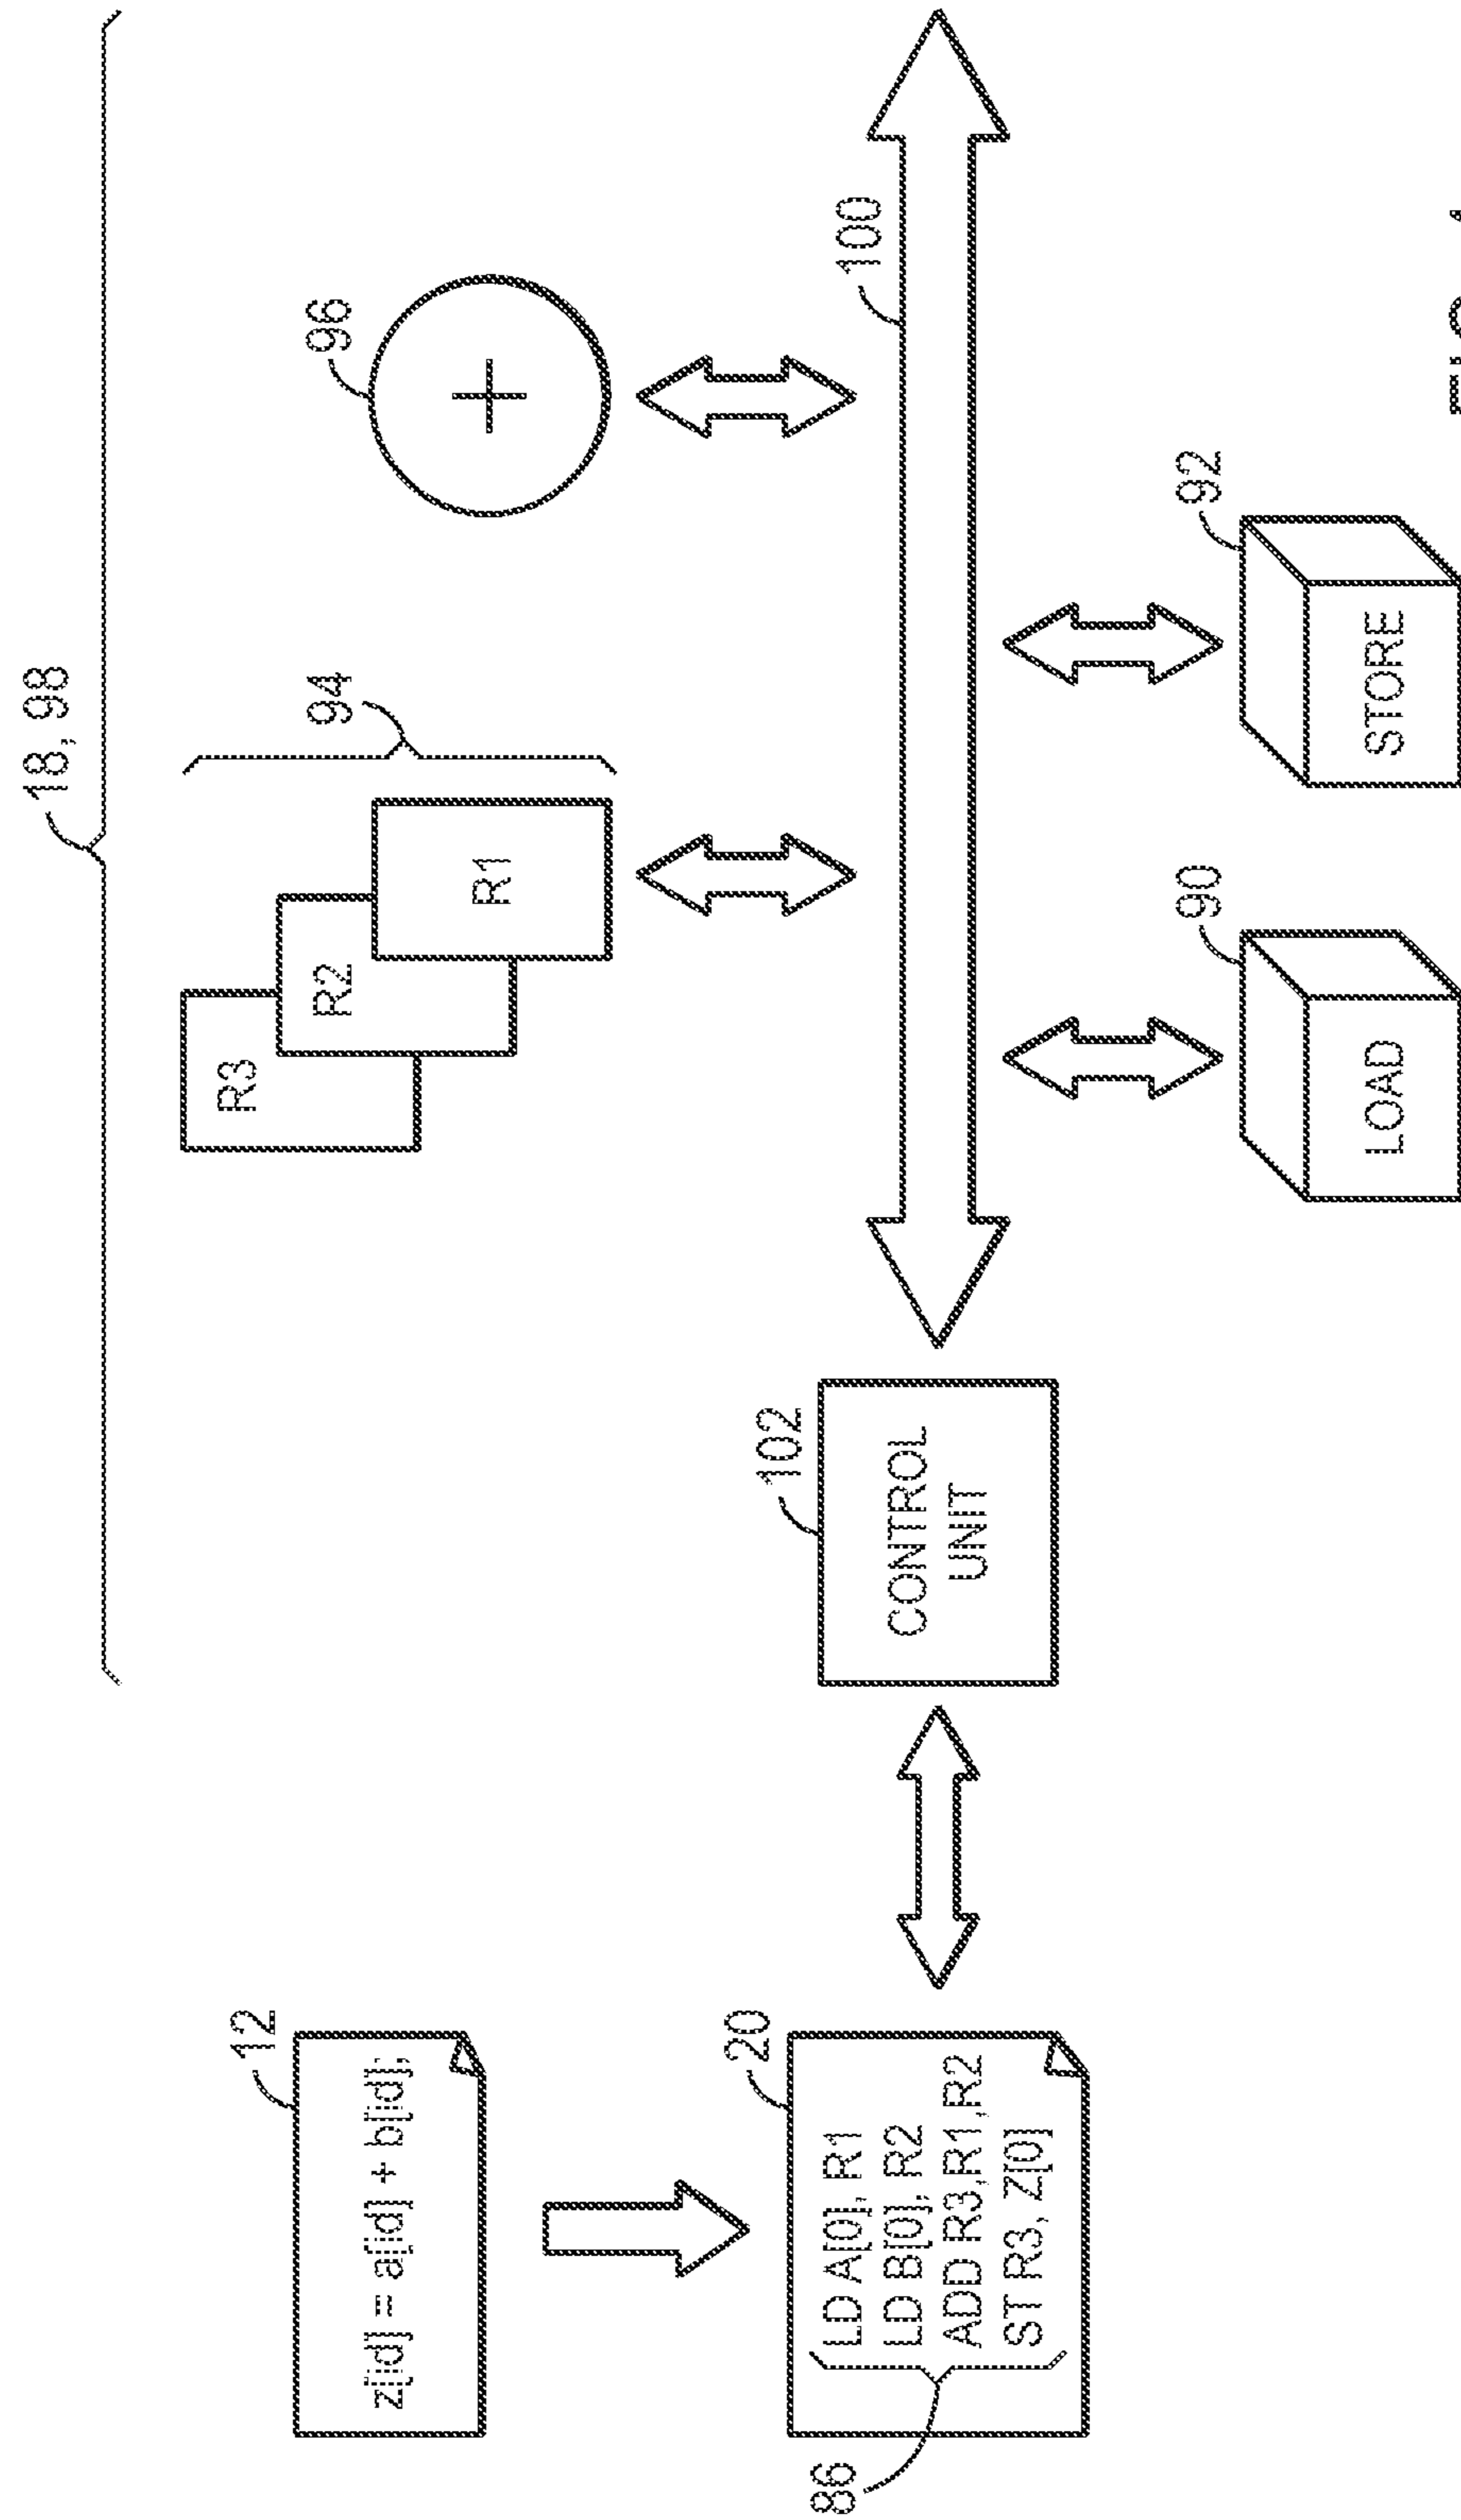 18, 98
12
z[id] = a[id] + b[id];
20
LD A[0], R1
LD B[0], R2
ADD R3,R1,R2
ST R3, Z[0]
86
102
CONTROL
UNIT
R3
R2
R1
94
96
100
LOAD
90
STORE
92